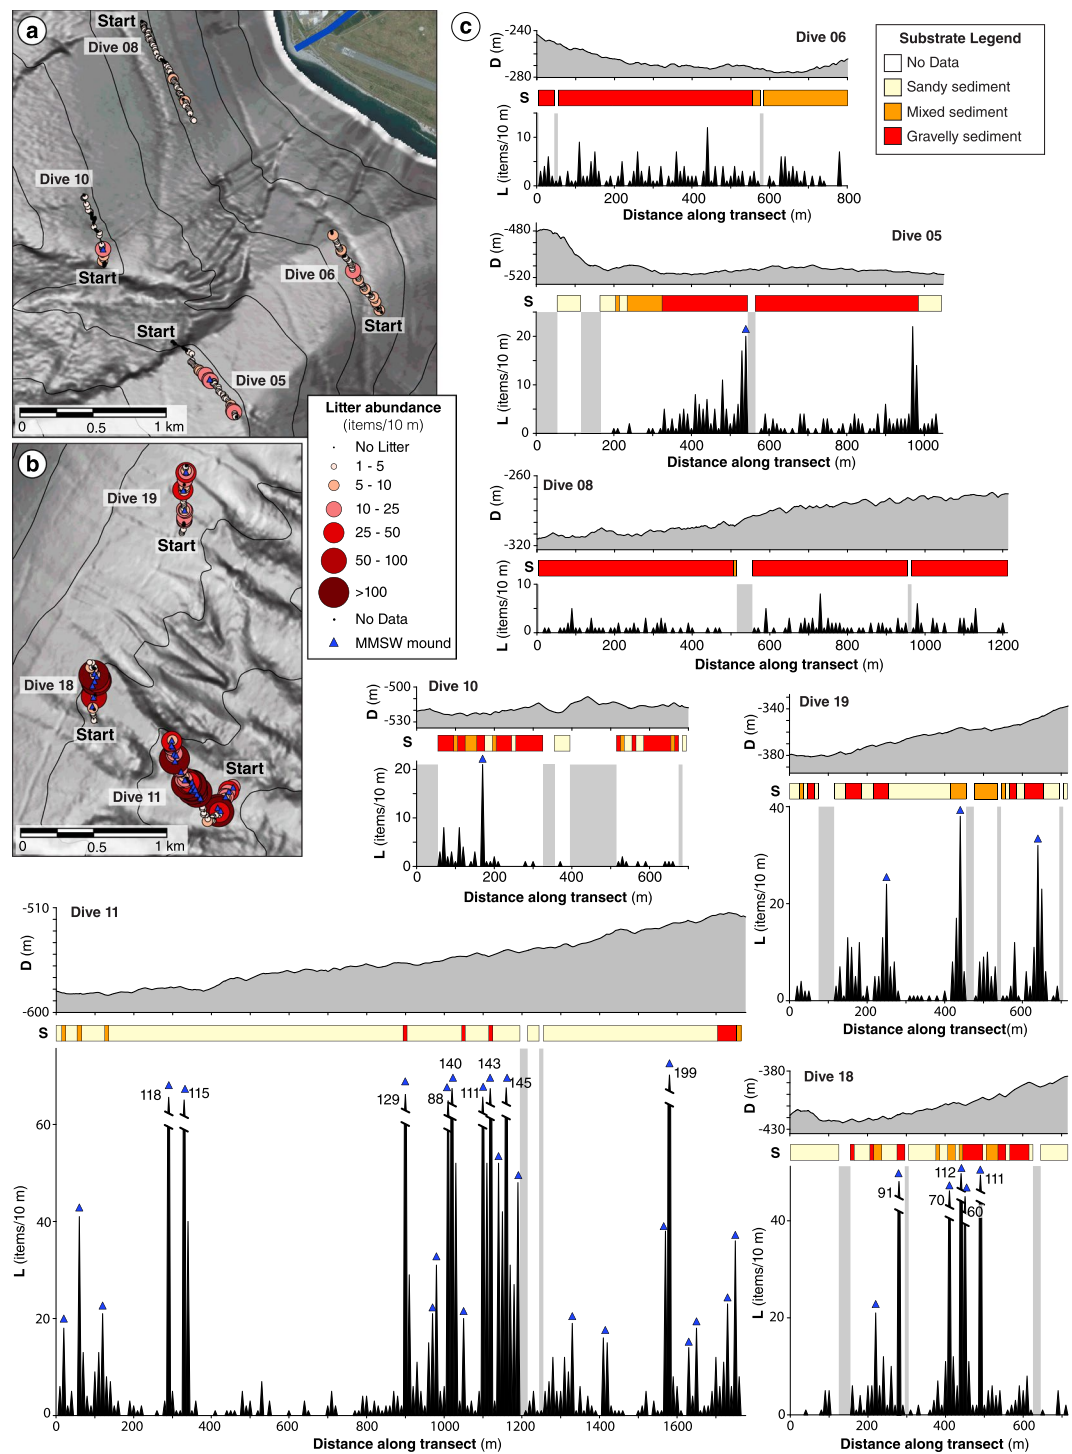 a
Start
Dive 08
Dive 10
Start
Dive 06
Start
Start
Dive 05
0 0.5 1 km
b
Dive 19
Start
Dive 18
Start
Start
Dive 11
0 0.5 1 km
Litter abundance
(items/10 m)
No Litter
1 - 5
5 - 10
10 - 25
25 - 50
50 - 100
>100
No Data
MMSW mound
c
Substrate Legend
No Data
Sandy sediment
Mixed sediment
Gravelly sediment
Dive 06
D (m)
-240
-280
S
L (items/10 m)
10
0
0 200 400 600 800
Distance along transect (m)
Dive 05
D (m)
-480
-520
S
L (items/10 m)
20
10
0
0 200 400 600 800 1000
Distance along transect (m)
Dive 08
D (m)
-260
-320
S
L (items/10 m)
10
0
0 200 400 600 800 1000 1200
Distance along transect (m)
Dive 10
D (m)
-500
-530
S
L (items/10 m)
20
10
0
0 200 400 600
Distance along transect (m)
Dive 19
D (m)
-340
-380
S
L (items/10 m)
40
20
0
0 200 400 600
Distance along transect(m)
Dive 11
D (m)
-510
-600
S
L (items/10 m)
60
40
20
0
118
115
129
88
140
111
143
145
199
0 200 400 600 800 1000 1200 1400 1600
Distance along transect (m)
Dive 18
D (m)
-380
-430
S
L (items/10 m)
40
20
0
91
70
112
60
111
0 200 400 600
Distance along transect (m)